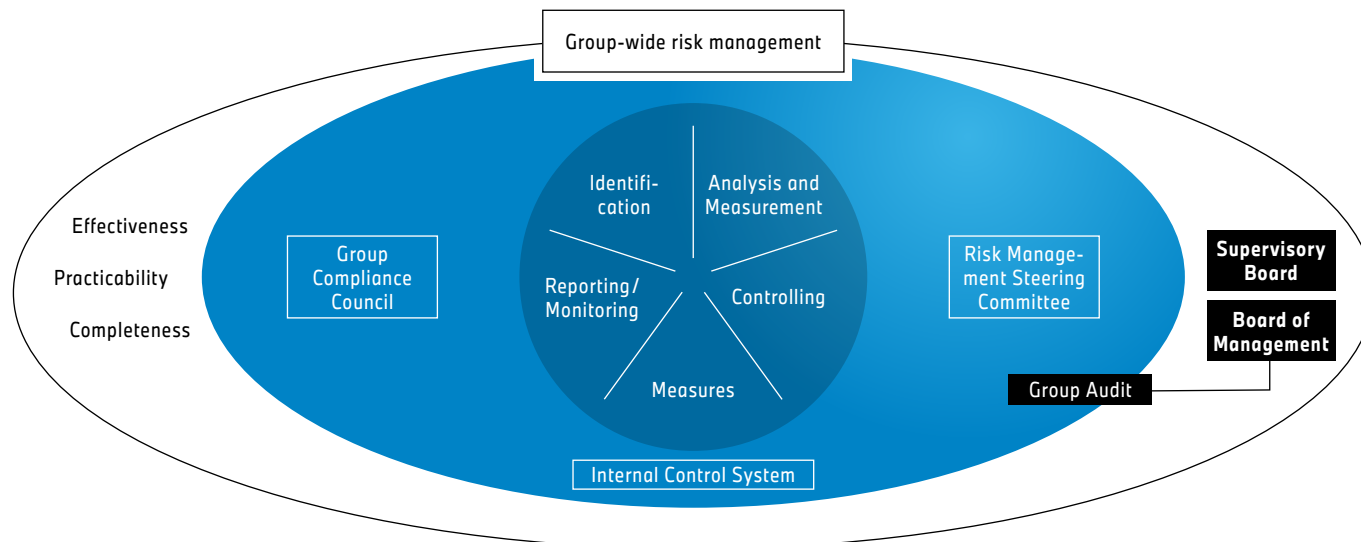 Group-wide risk management
Identifi-
cation
Analysis and
Measurement
Effectiveness
Practicability
Completeness
Group
Compliance
Council
Reporting/
Monitoring
Controlling
Risk Manage-
ment Steering
Committee
Supervisory
Board
Board of
Management
Measures
Group Audit
Internal Control System